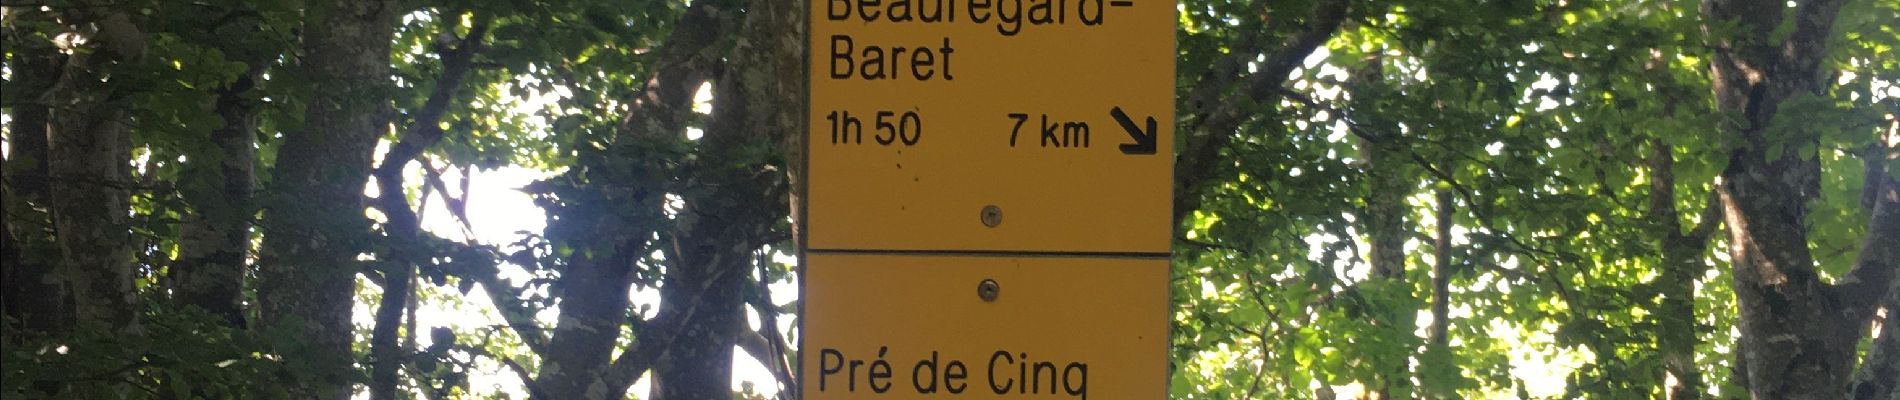 Beauregard-
Baret
1h 50 7 km
Pré de Cinq